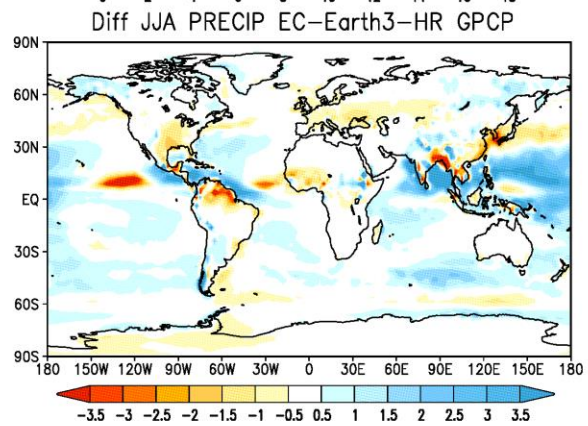 Diff JJA PRECIP EC-Earth3-HR GPCP
90N
60N
30N
EQ
30S
60S
90S
180 150W 120W 90W 60W 30W 0 30E 60E 90E 120E 150E 180
-3.5 -3 -2.5 -2 -1.5 -1 -0.5 0.5 1 1.5 2 2.5 3 3.5